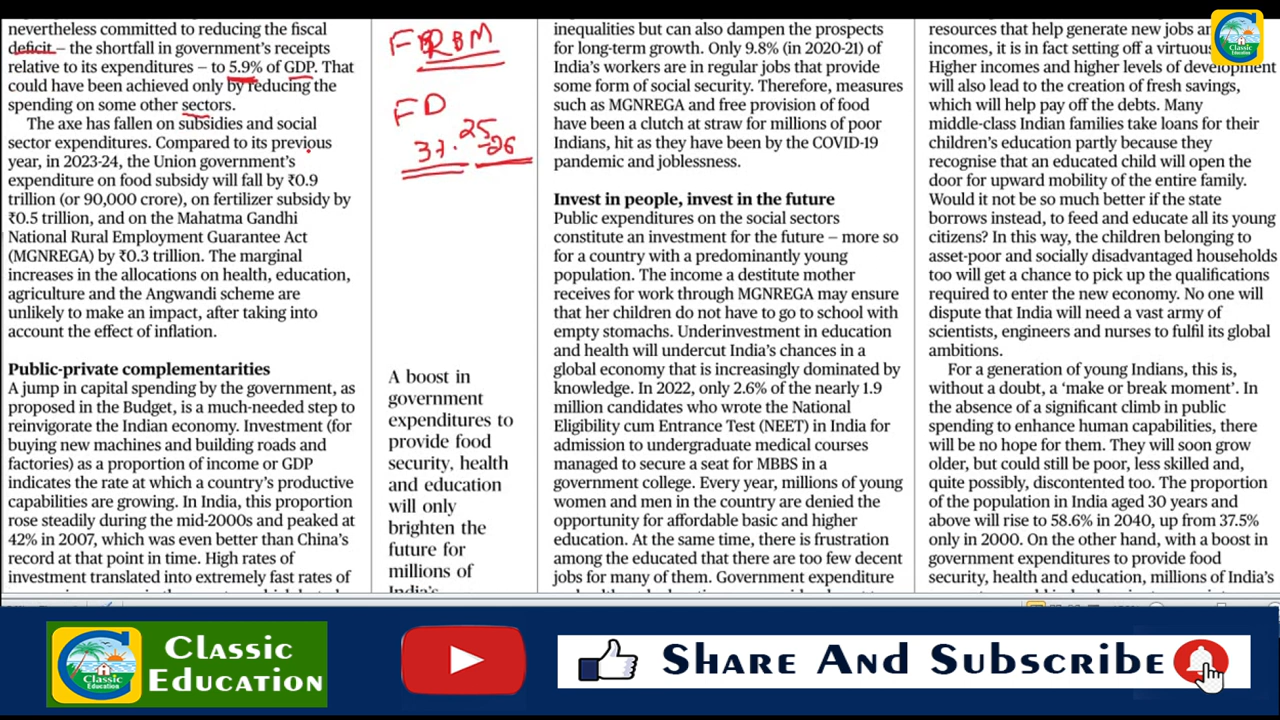 nevertheless committed to reducing the fiscal
deficit – the shortfall in government's receipts
relative to its expenditures – to 5.9% of GDP. That
could have been achieved only by reducing the
spending on some other sectors.
The axe has fallen on subsidies and social
sector expenditures. Compared to its previous
year, in 2023-24, the Union government's
expenditure on food subsidy will fall by ₹0.9
trillion (or 90,000 crore), on fertilizer subsidy by
₹0.5 trillion, and on the Mahatma Gandhi
National Rural Employment Guarantee Act
(MGNREGA) by ₹0.3 trillion. The marginal
increases in the allocations on health, education,
agriculture and the Angwandi scheme are
unlikely to make an impact, after taking into
account the effect of inflation.
Public-private complementarities
A jump in capital spending by the government, as
proposed in the Budget, is a much-needed step to
reinvigorate the Indian economy. Investment (for
buying new machines and building roads and
factories) as a proportion of income or GDP
indicates the rate at which a country's productive
capabilities are growing. In India, this proportion
rose steadily during the mid-2000s and peaked at
42% in 2007, which was even better than China's
record at that point in time. High rates of
investment translated into extremely fast rates of
FBRBM
FD
25
37. -26
A boost in
government
expenditures to
provide food
security, health
and education
will only
brighten the
future for
millions of
India's
inequalities but can also dampen the prospects
for long-term growth. Only 9.8% (in 2020-21) of
India's workers are in regular jobs that provide
some form of social security. Therefore, measures
such as MGNREGA and free provision of food
have been a clutch at straw for millions of poor
Indians, hit as they have been by the COVID-19
pandemic and joblessness.
Invest in people, invest in the future
Public expenditures on the social sectors
constitute an investment for the future – more so
for a country with a predominantly young
population. The income a destitute mother
receives for work through MGNREGA may ensure
that her children do not have to go to school with
empty stomachs. Underinvestment in education
and health will undercut India's chances in a
global economy that is increasingly dominated by
knowledge. In 2022, only 2.6% of the nearly 1.9
million candidates who wrote the National
Eligibility cum Entrance Test (NEET) in India for
admission to undergraduate medical courses
managed to secure a seat for MBBS in a
government college. Every year, millions of young
women and men in the country are denied the
opportunity for affordable basic and higher
education. At the same time, there is frustration
among the educated that there are too few decent
jobs for many of them. Government expenditure
resources that help generate new jobs and
incomes, it is in fact setting off a virtuous
Higher incomes and higher levels of development
will also lead to the creation of fresh savings,
which will help pay off the debts. Many
middle-class Indian families take loans for their
children's education partly because they
recognise that an educated child will open the
door for upward mobility of the entire family.
Would it not be so much better if the state
borrows instead, to feed and educate all its young
citizens? In this way, the children belonging to
asset-poor and socially disadvantaged households
too will get a chance to pick up the qualifications
required to enter the new economy. No one will
dispute that India will need a vast army of
scientists, engineers and nurses to fulfil its global
ambitions.
For a generation of young Indians, this is,
without a doubt, a 'make or break moment'. In
the absence of a significant climb in public
spending to enhance human capabilities, there
will be no hope for them. They will soon grow
older, but could still be poor, less skilled and,
quite possibly, discontented too. The proportion
of the population in India aged 30 years and
above will rise to 58.6% in 2040, up from 37.5%
only in 2000. On the other hand, with a boost in
government expenditures to provide food
security, health and education, millions of India's
Classic
Education
Classic
Education
Classic
Education
Share And Subscribe